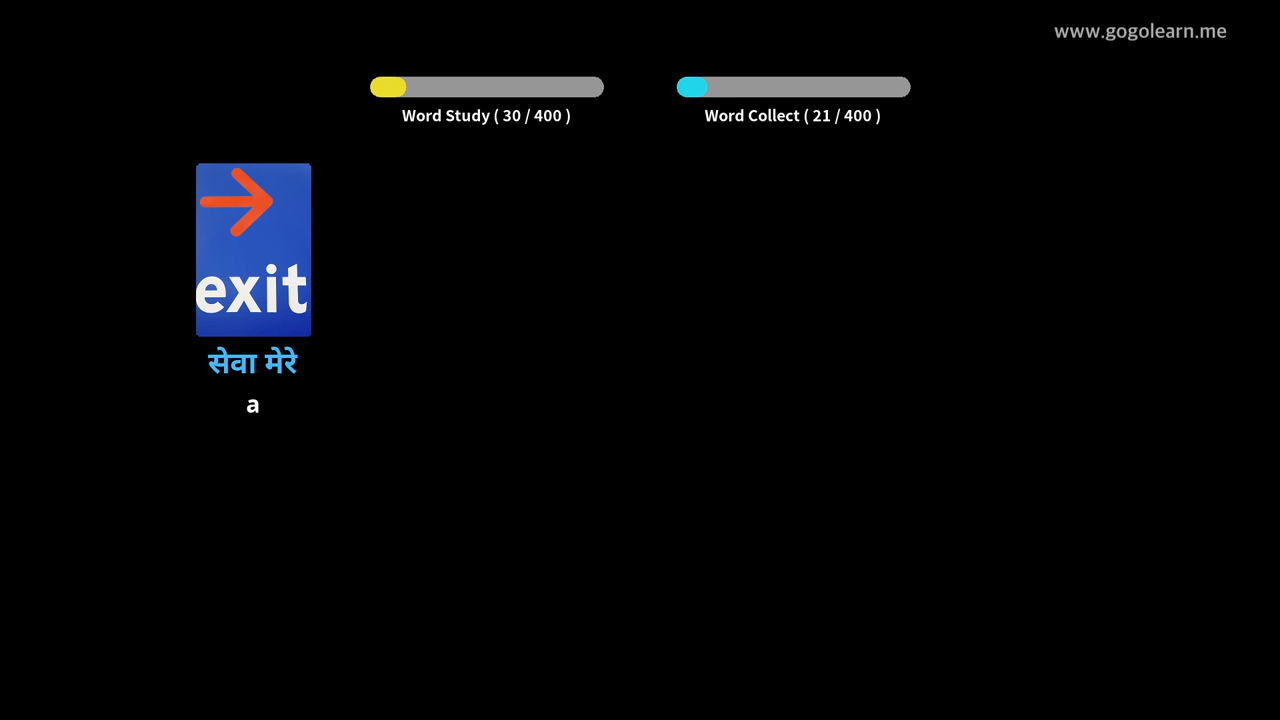 www.gogolearn.me
Word Study ( 30 / 400 )
Word Collect ( 21 / 400 )
exit
सेवा मेरे
a